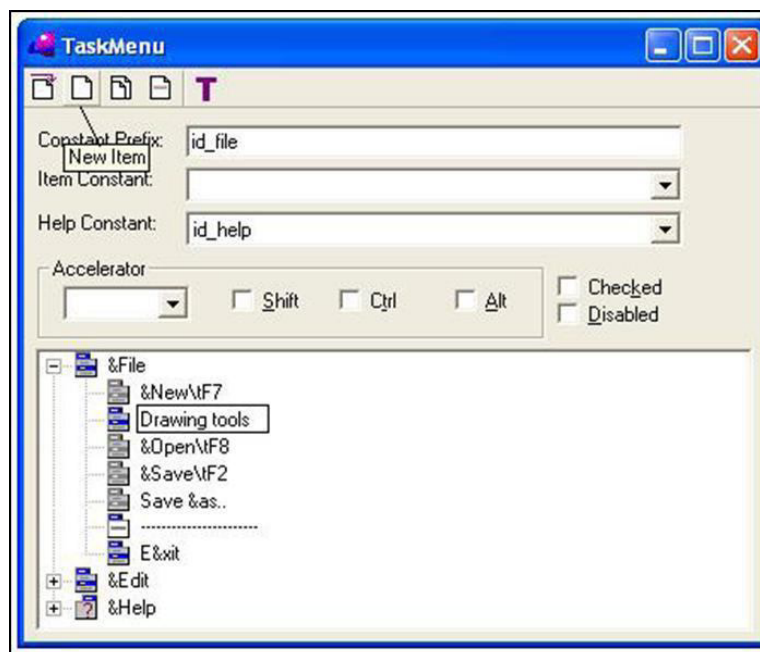 TaskMenu
T
Constant Prefix: id_file
New Item
Item Constant:
Help Constant: id_help
Accelerator
Shift Ctrl Alt Checked
Disabled
&File
&New\tF7
Drawing tools
&Open\tF8
&Save\tF2
Save &as..
----------------------
E&xit
&Edit
&Help